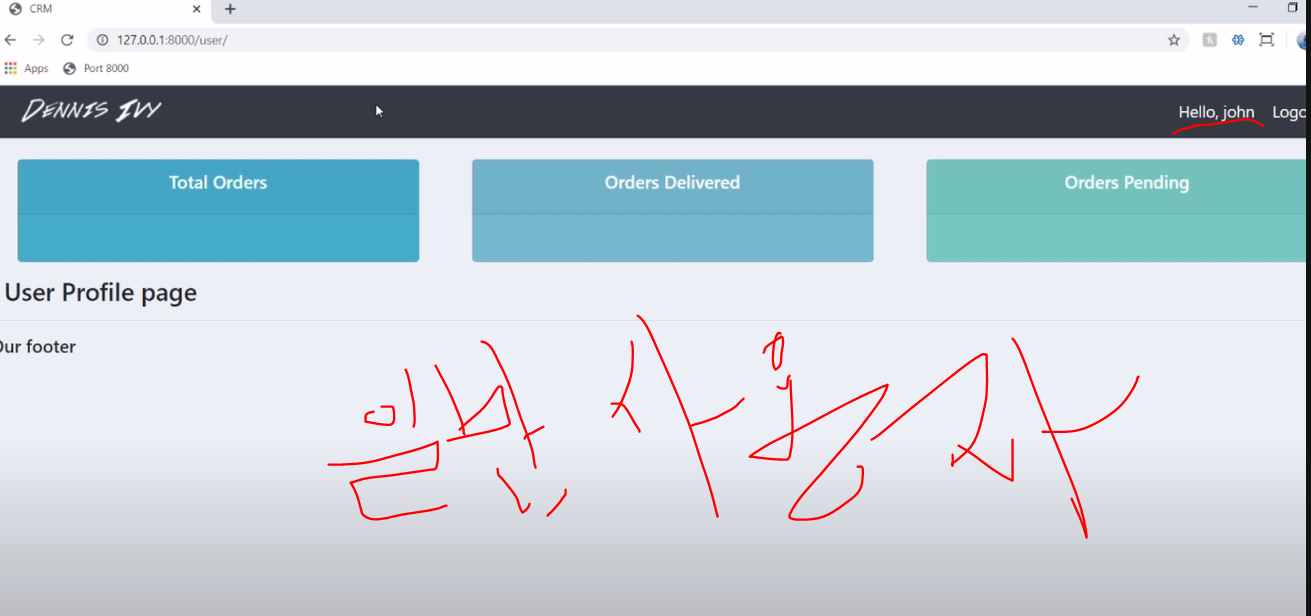 CRM
127.0.0.1:8000/user/
Apps Port 8000
DENNIS IVY Hello, john Logo
Total Orders Orders Delivered Orders Pending
User Profile page
Our footer
일반 사용자